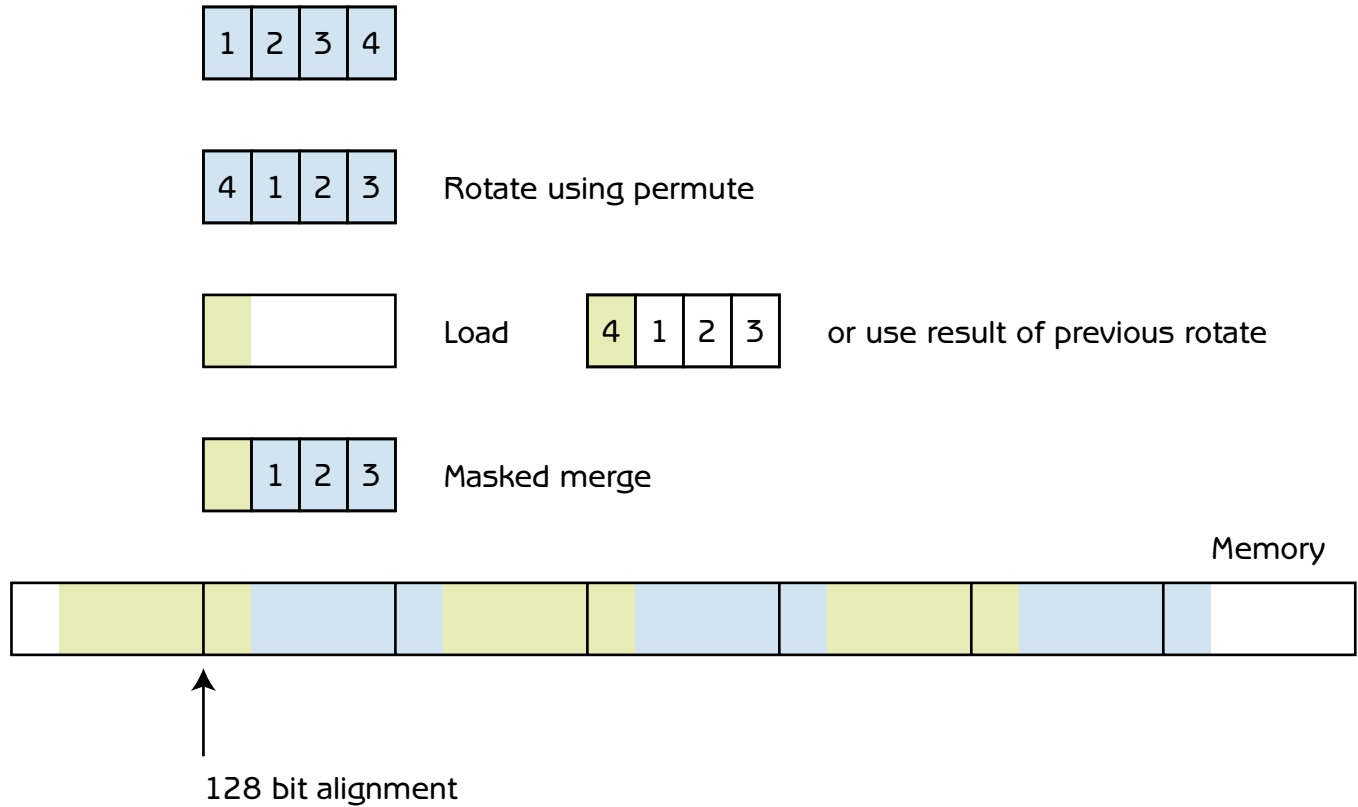 1 2 3 4
4 1 2 3 Rotate using permute
Load 4 1 2 3 or use result of previous rotate
1 2 3 Masked merge
Memory
128 bit alignment